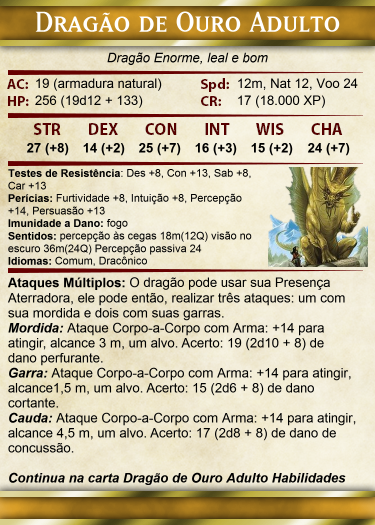 Dragão de Ouro Adulto
Dragão Enorme, leal e bom
AC: 19 (armadura natural) Spd: 12m, Nat 12, Voo 24
HP: 256 (19d12 + 133) CR: 17 (18.000 XP)
STR DEX CON INT WIS CHA
27 (+8) 14 (+2) 25 (+7) 16 (+3) 15 (+2) 24 (+7)
Testes de Resistência: Des +8, Con +13, Sab +8,
Car +13
Perícias: Furtividade +8, Intuição +8, Percepção
+14, Persuasão +13
Imunidade a Dano: fogo
Sentidos: percepção às cegas 18m(12Q) visão no
escuro 36m(24Q) Percepção passiva 24
Idiomas: Comum, Dracônico
Ataques Múltiplos: O dragão pode usar sua Presença
Aterradora, ele pode então, realizar três ataques: um com
sua mordida e dois com suas garras.
Mordida: Ataque Corpo-a-Corpo com Arma: +14 para
atingir, alcance 3 m, um alvo. Acerto: 19 (2d10 + 8) de
dano perfurante.
Garra: Ataque Corpo-a-Corpo com Arma: +14 para atingir,
alcance1,5 m, um alvo. Acerto: 15 (2d6 + 8) de dano
cortante.
Cauda: Ataque Corpo-a-Corpo com Arma: +14 para atingir,
alcance 4,5 m, um alvo. Acerto: 17 (2d8 + 8) de dano de
concussão.
Continua na carta Dragão de Ouro Adulto Habilidades